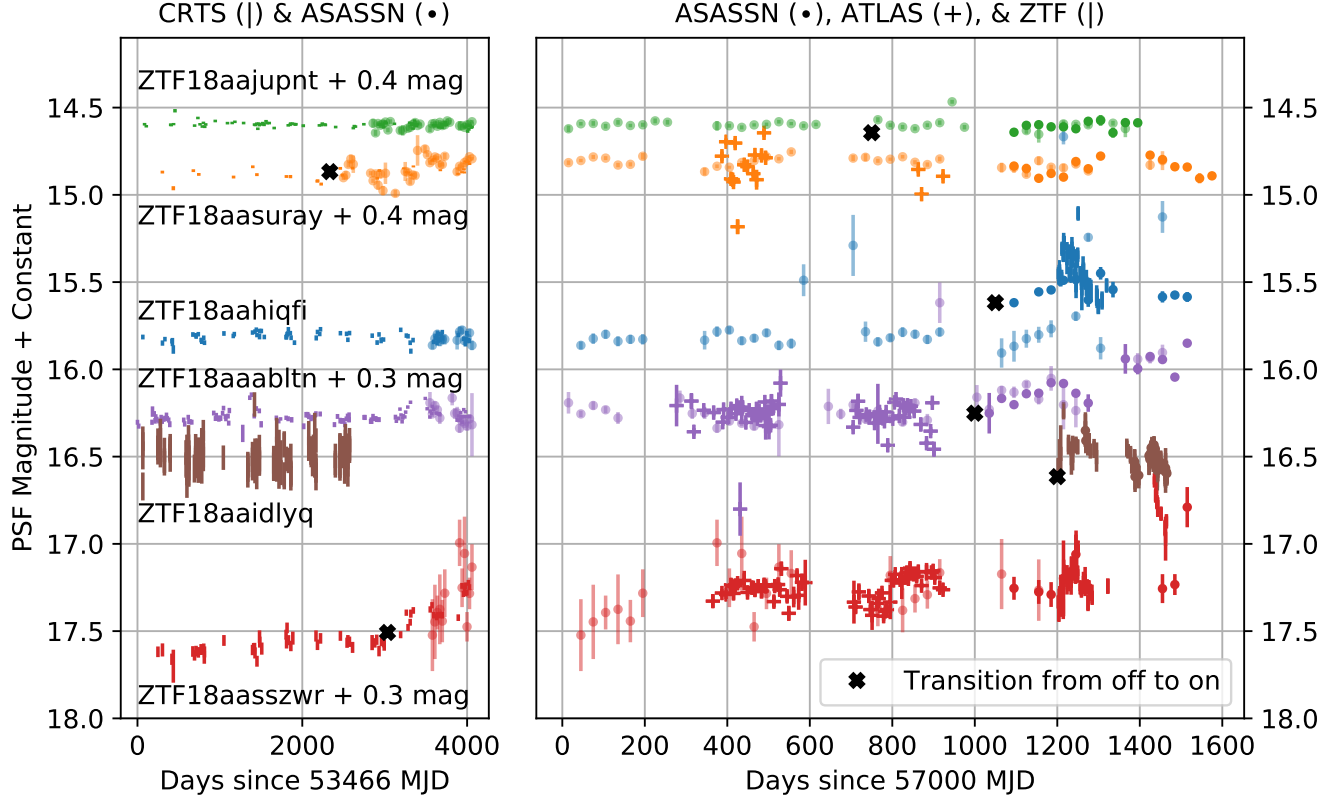 CRTS (|) & ASASSN (•)
ASASSN (•), ATLAS (+), & ZTF (|)
ZTF18aajupnt + 0.4 mag
14.5
14.5
15.0
15.0
ZTF18aasuray + 0.4 mag
15.5
15.5
ZTF18aahiqfi
16.0
16.0
ZTF18aaabltn + 0.3 mag
16.5
16.5
ZTF18aaidlyq
17.0
17.0
17.5
17.5
Transition from off to on
ZTF18aasszwr + 0.3 mag
18.0
18.0
PSF Magnitude + Constant
0 2000 4000
0 200 400 600 800 1000 1200 1400 1600
Days since 53466 MJD
Days since 57000 MJD